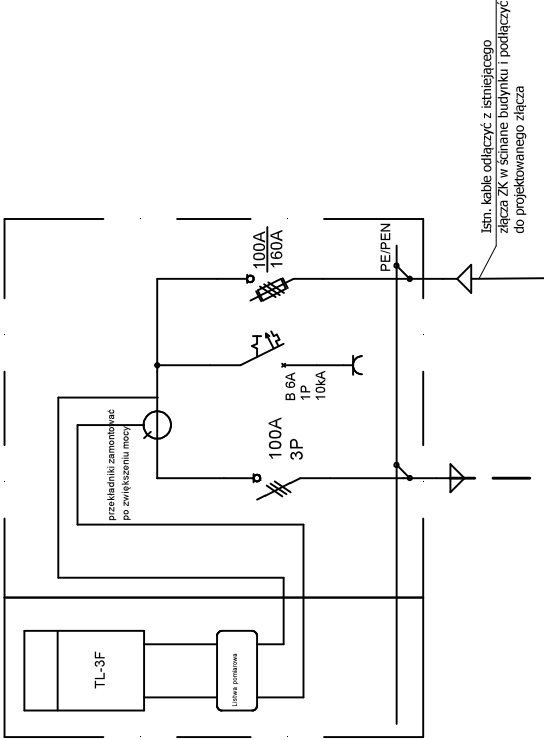 Istn. kable odłączyć z istniejącego
złącza ZK w ścinane budynku i podłączyć
do projektowanego złącza
PE/PEN
100A
160A
B 6A
1P
10kA
100A
3P
przekładniki zamontować
po zwiększeniu mocy
TL-3F
Listwa pomiarowa